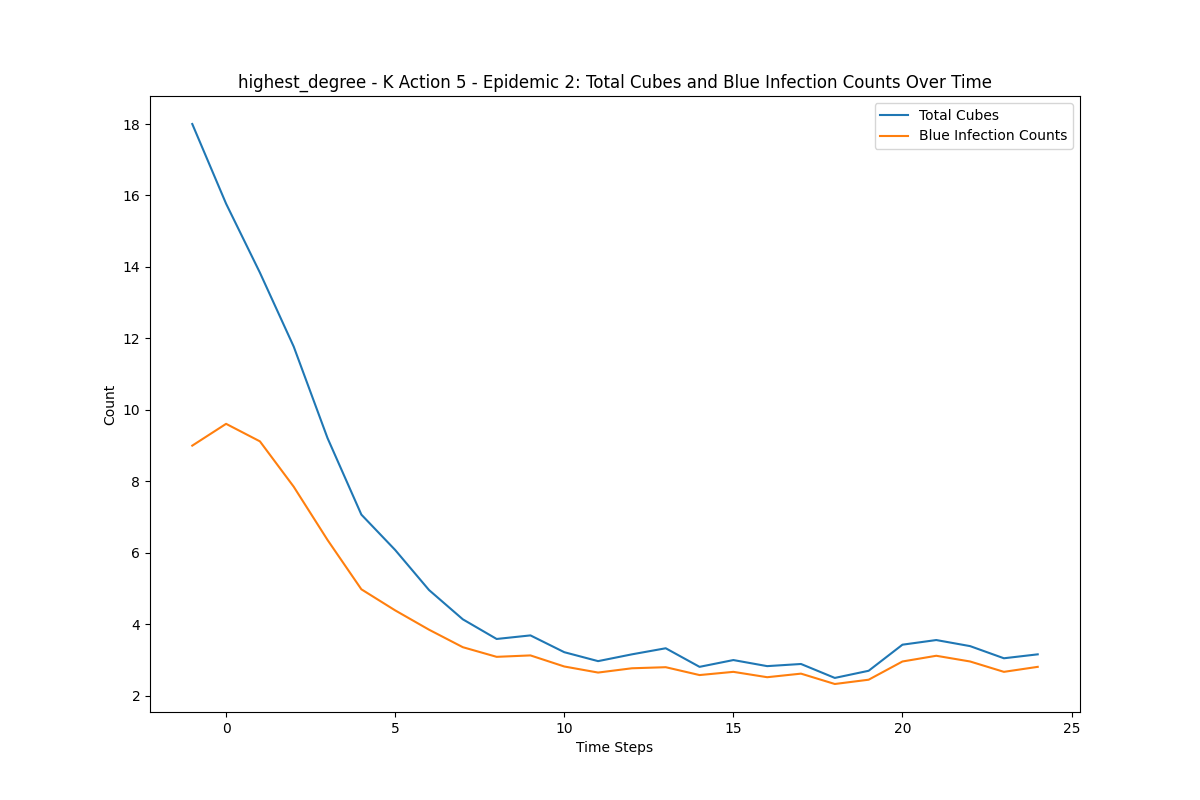 highest_degree - K Action 5 - Epidemic 2: Total Cubes and Blue Infection Counts Over Time
Total Cubes
Blue Infection Counts
18
16
14
12
10
8
6
4
2
Count
0 5 10 15 20 25
Time Steps